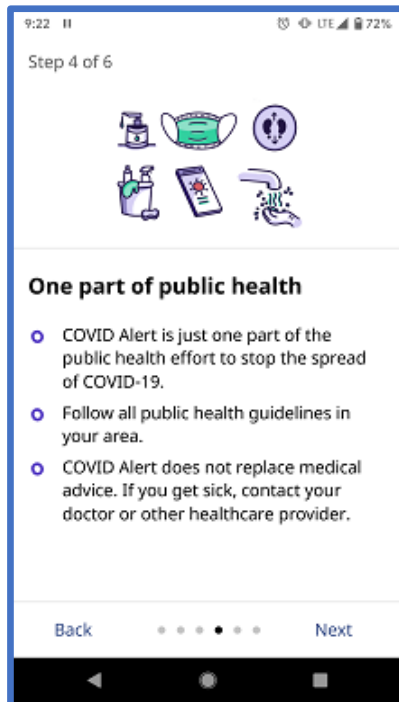 9:22
LTE 72%
Step 4 of 6
One part of public health
COVID Alert is just one part of the
public health effort to stop the spread
of COVID-19.
Follow all public health guidelines in
your area.
COVID Alert does not replace medical
advice. If you get sick, contact your
doctor or other healthcare provider.
Back
Next